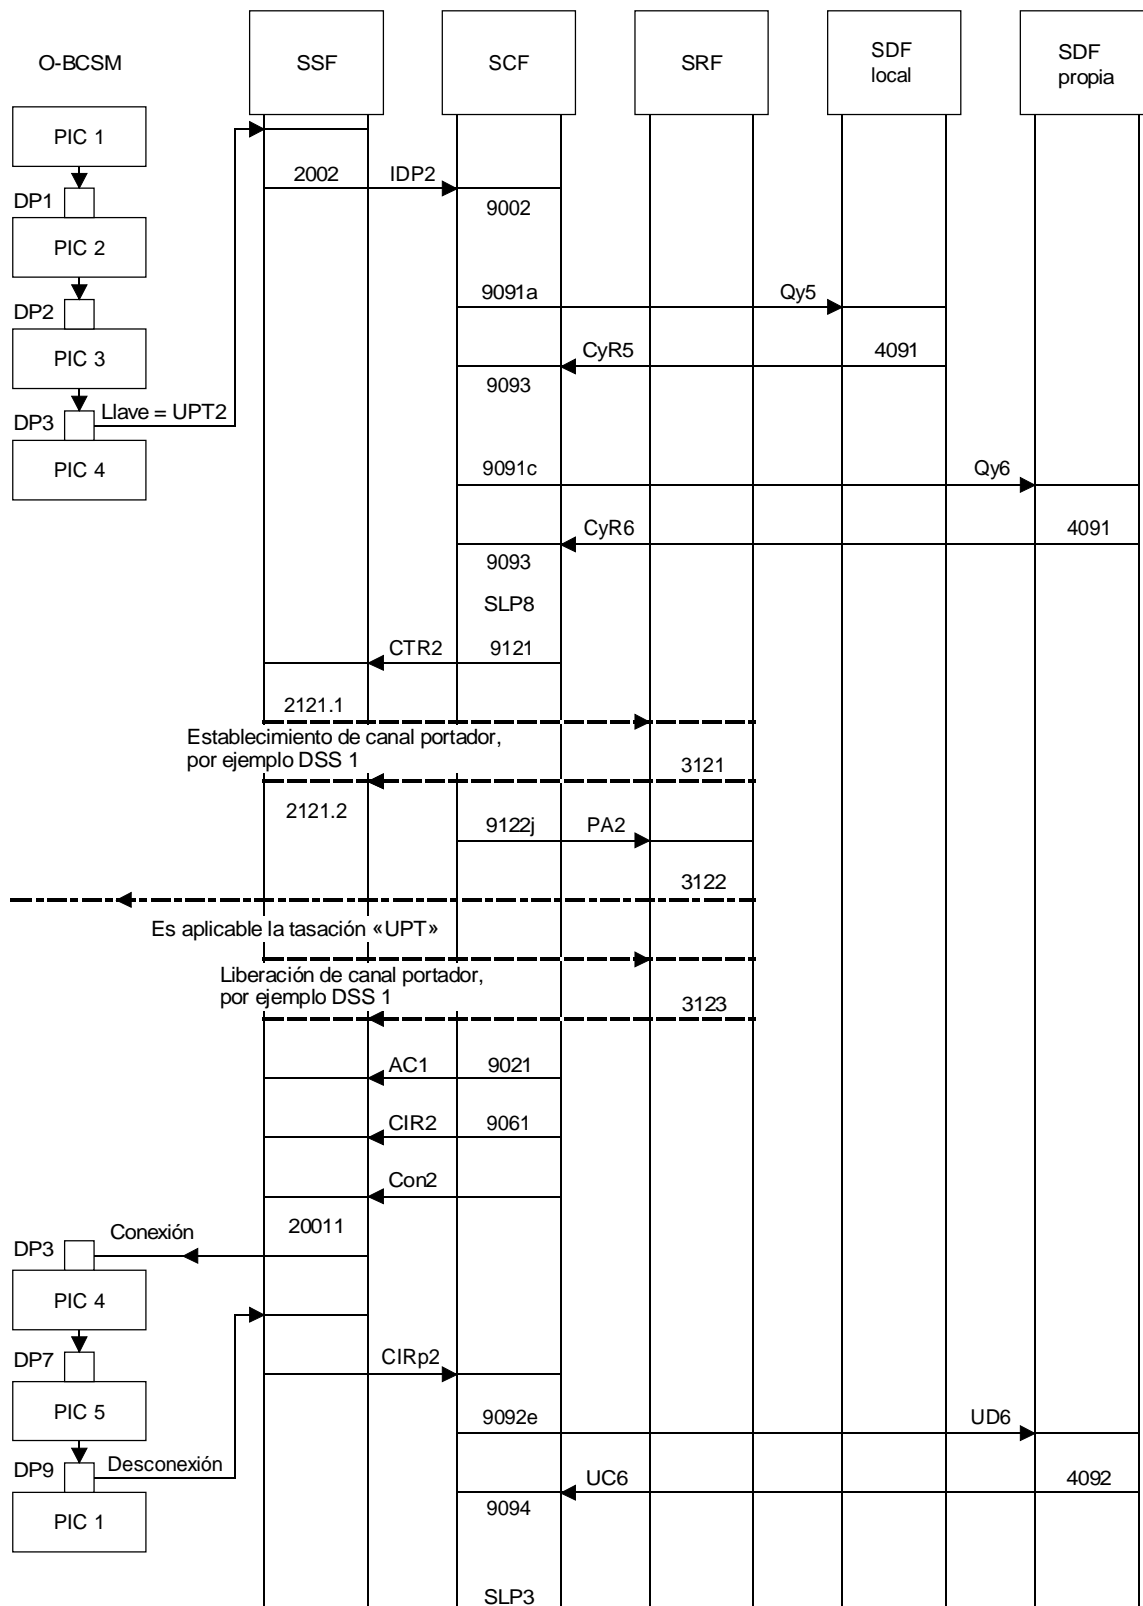 O-BCSM
SSF
SCF
SRF
SDF
local
SDF
propia
PIC 1
2002
IDP2
DP1
9002
PIC 2
9091a
Qy5
DP2
CyR5
4091
PIC 3
9093
Llave = UPT2
DP3
PIC 4
9091c
Qy6
CyR6
4091
9093
SLP8
CTR2
9121
2121.1
Establecimiento de canal portador,
por ejemplo DSS 1
3121
2121.2
9122j
PA2
3122
Es aplicable la tasación «UPT»
Liberación de canal portador,
por ejemplo DSS 1
3123
AC1
9021
CIR2
9061
Con2
20011
Conexión
DP3
PIC 4
CIRp2
DP7
PIC 5
9092e
UD6
Desconexión
DP9
UC6
4092
9094
PIC 1
SLP3